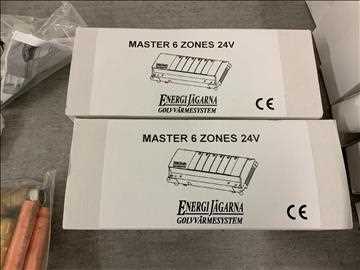 MASTER 6 ZONES 24V
ENERGIJÄGARNA
GOLVVÄRMESYSTEM
CE
MASTER 6 ZONES 24V
ENERGIJÄGARNA
GOLVVÄRMESYSTEM
CE